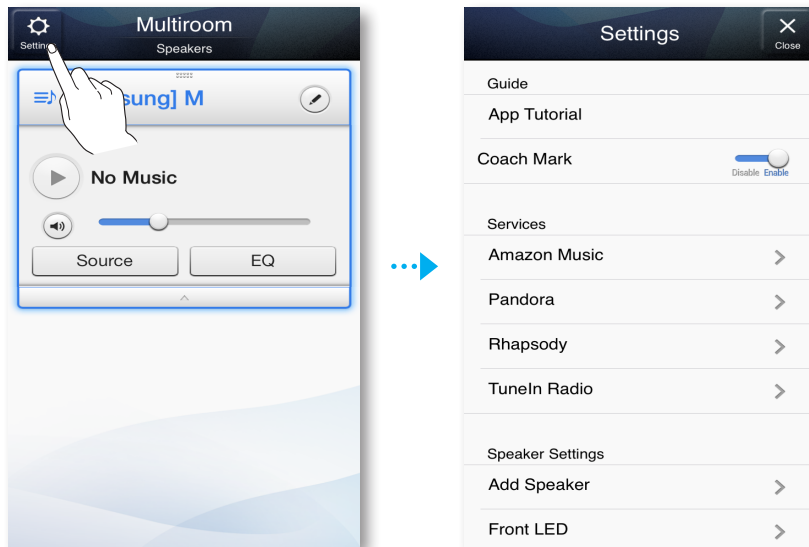 Multiroom
Settin
Speakers
sung] M
No Music
Source
EQ
Settings
Close
Guide
App Tutorial
Coach Mark
Disable Enable
Services
Amazon Music
Pandora
Rhapsody
TuneIn Radio
Speaker Settings
Add Speaker
Front LED